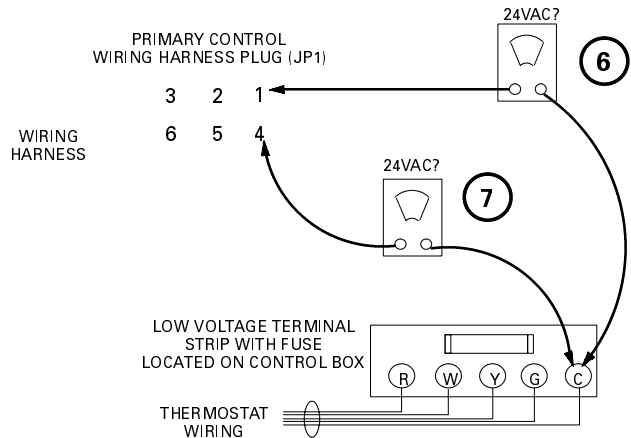 24VAC?
6
PRIMARY CONTROL
WIRING HARNESS PLUG (JP1)
3 2 1
6 5 4
WIRING
HARNESS
24VAC?
7
LOW VOLTAGE TERMINAL
STRIP WITH FUSE
LOCATED ON CONTROL BOX
R W Y G C
THERMOSTAT
WIRING